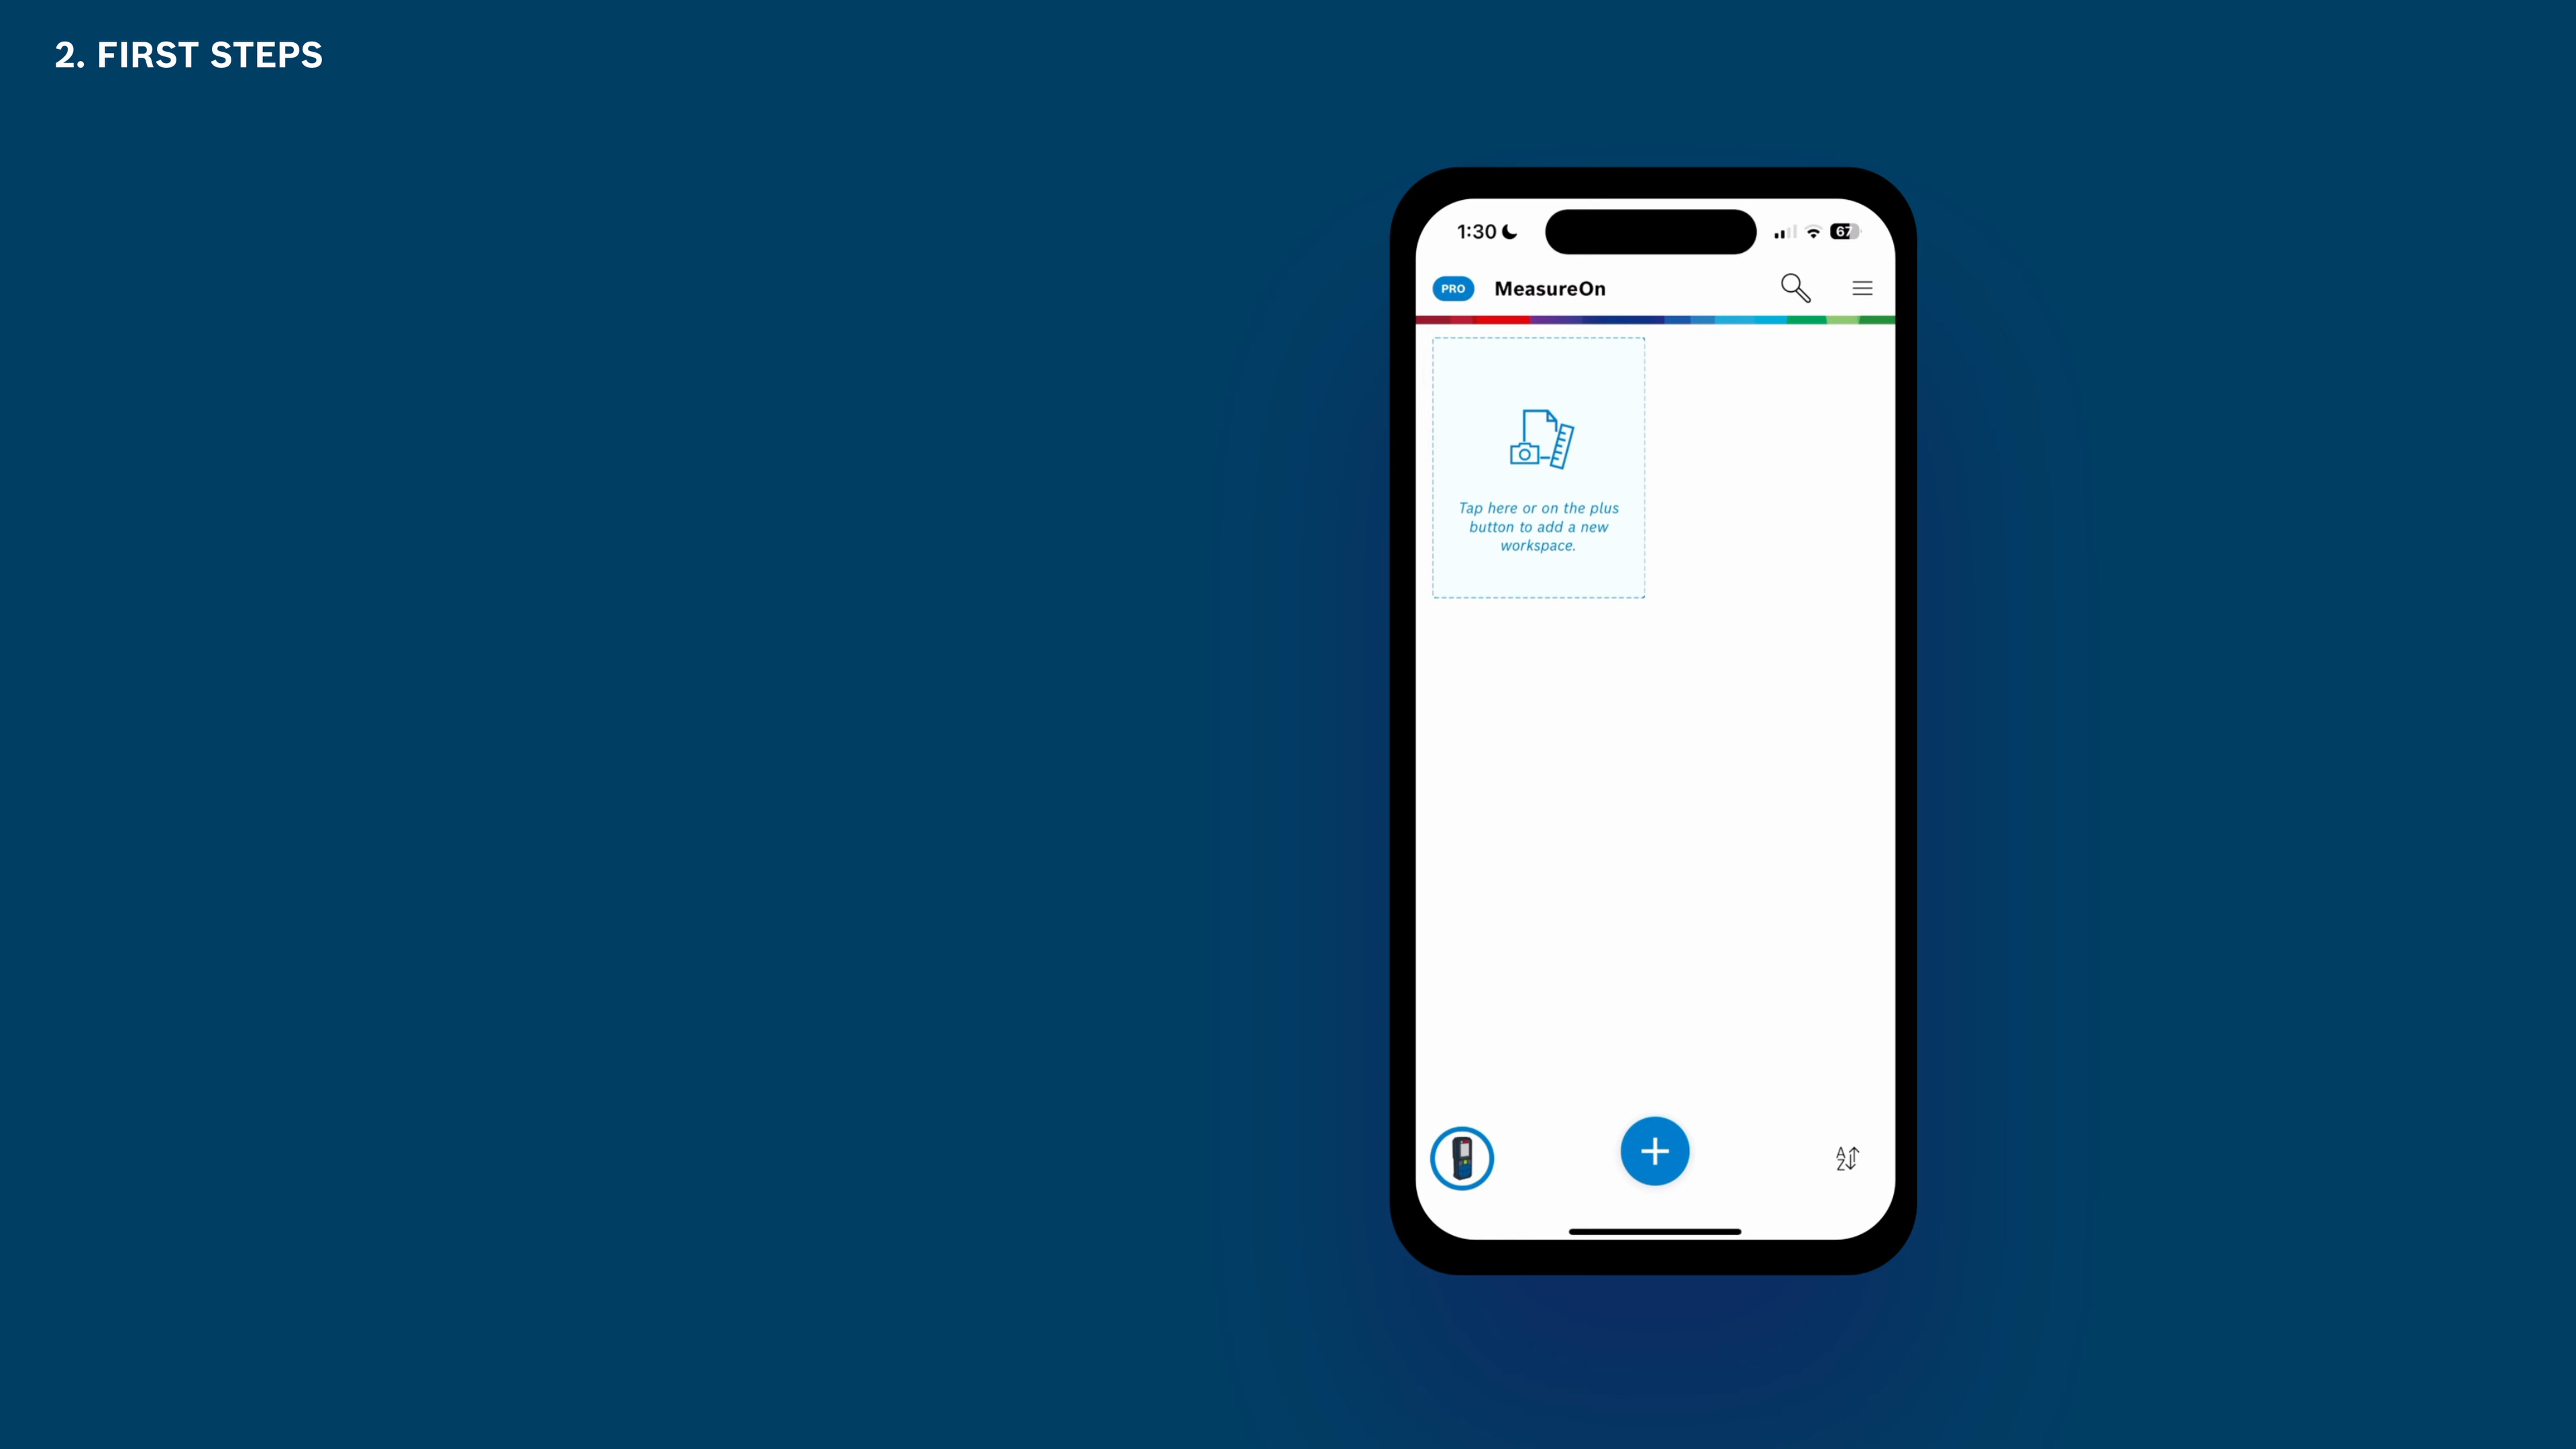 2. FIRST STEPS
1:30
67
PRO MeasureOn
Tap here or on the plus
button to add a new
workspace.
A
Z